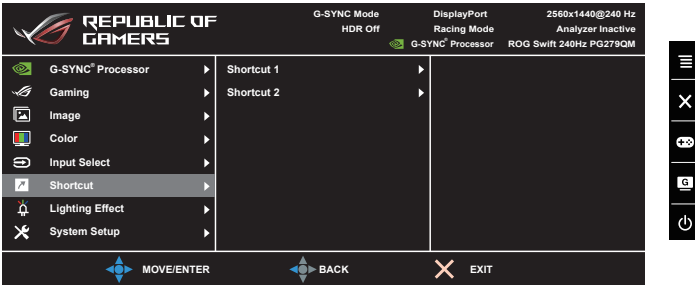 REPUBLIC OF
GAMERS
G-SYNC Mode
HDR Off
DisplayPort
Racing Mode
G-SYNC® Processor
2560x1440@240 Hz
Analyzer Inactive
ROG Swift 240Hz PG279QM
G-SYNC® Processor
Gaming
Image
Color
Input Select
Shortcut
Lighting Effect
System Setup
Shortcut 1
Shortcut 2
MOVE/ENTER
BACK
EXIT
G